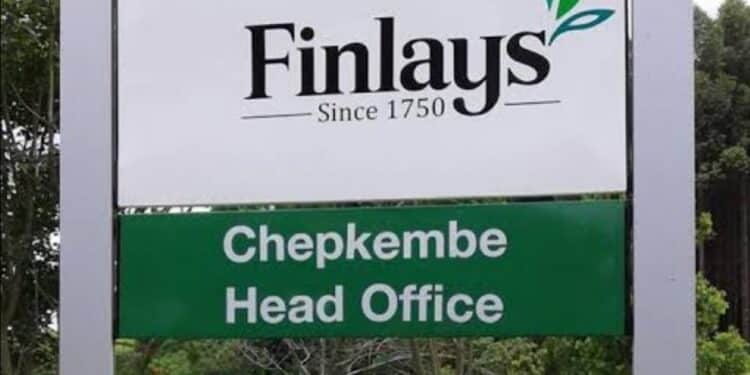 Finlays
Since 1750
Chepkembe
Head Office